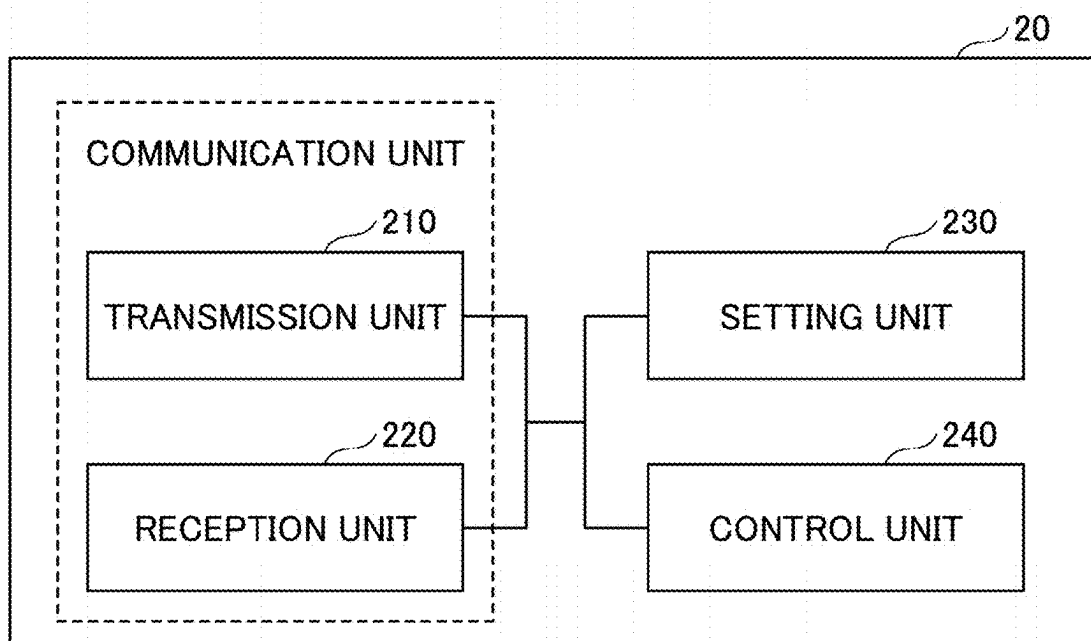 20
COMMUNICATION UNIT
210
TRANSMISSION UNIT
230
SETTING UNIT
220
RECEPTION UNIT
240
CONTROL UNIT